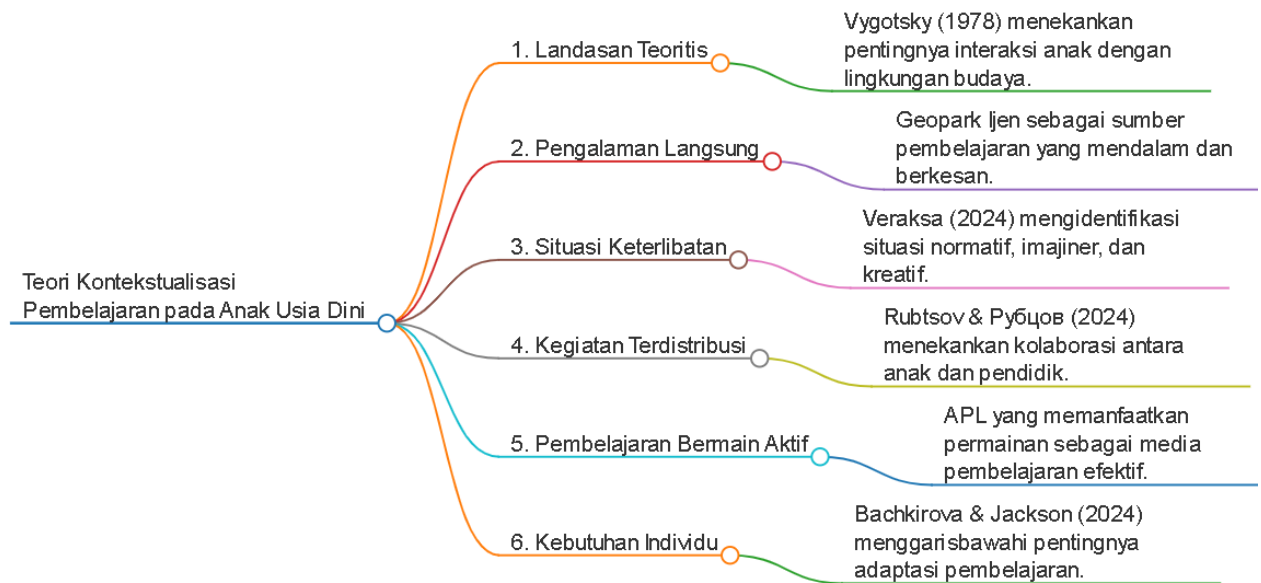 Teori Kontekstualisasi
Pembelajaran pada Anak Usia Dini
1. Landasan Teoritis
Vygotsky (1978) menekankan
pentingnya interaksi anak dengan
lingkungan budaya.
2. Pengalaman Langsung
Geopark Ijen sebagai sumber
pembelajaran yang mendalam dan
berkesan.
3. Situasi Keterlibatan
Veraksa (2024) mengidentifikasi
situasi normatif, imajiner, dan
kreatif.
4. Kegiatan Terdistribusi
Rubtsov & Рубцов (2024)
menekankan kolaborasi antara
anak dan pendidik.
5. Pembelajaran Bermain Aktif
APL yang memanfaatkan
permainan sebagai media
pembelajaran efektif.
6. Kebutuhan Individu
Bachkirova & Jackson (2024)
menggarisbawahi pentingnya
adaptasi pembelajaran.